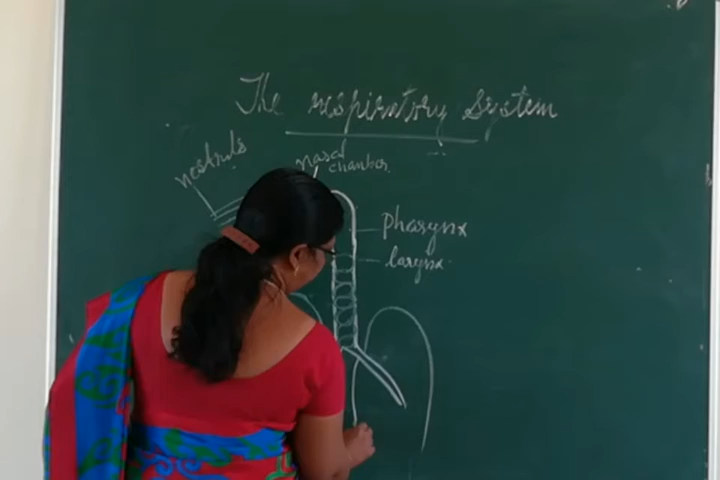 The respiratory System
nostrils
nasal
chamber
pharynx
larynx